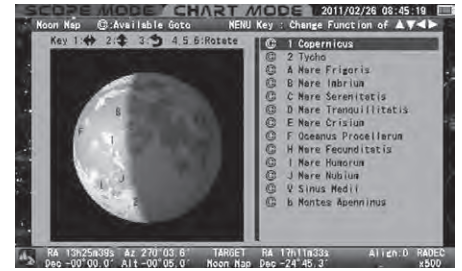 SCOPE MODE / CHART MODE 2011/02/26 08:45:19
Moon Map G:Available Goto MENU Key : Change Function of ▲▼◀▶
Key 1: 2: 3: 4.5.6:Rotate
G 1 Copernicus
G 2 Tycho
G A Mare Frigoris
G B Mare Imbrium
G C Mare Serenitatis
G D Mare Tranquillitatis
G E Mare Crisium
G F Oceanus Procellarum
G H Mare Fecunditatis
G I Mare Humorum
G J Mare Nubium
G V Sinus Medii
G b Montes Apenninus
B
F
1
J
2
RA 13h25m39s Az 270°03.6' TARGET RA 17h11m33s Align:0 RADEC
Dec -00°00.0' Alt -00°05.0' Moon Map Dec -24°45.3' x500